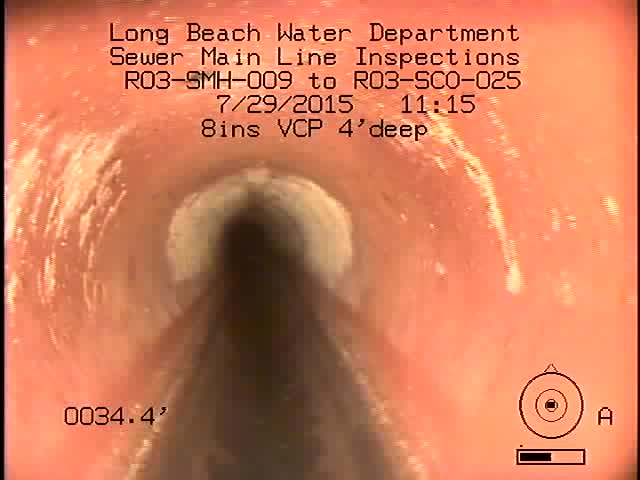 Long Beach Water Department
Sewer Main Line Inspections
R03-SMH-009 to R03-SCO-025
7/29/2015 11:15
8ins VCP 4'deep
0034.4'
A